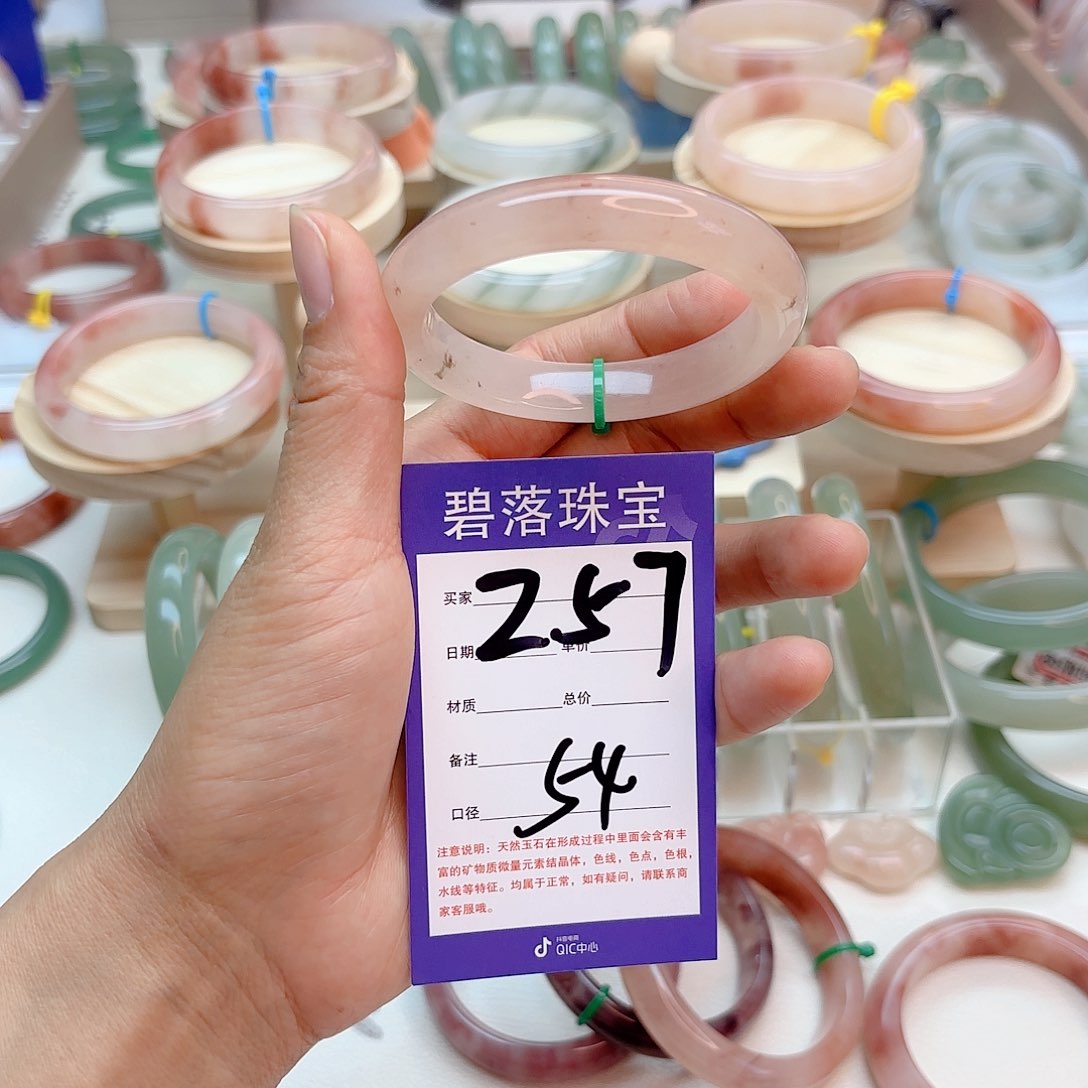 碧落珠宝
买家 257
日期 单价
材质 总价
备注
口径 54
注意说明：天然玉石在形成过程中里面会含有丰
富的矿物质微量元素结晶体，色线，色点，色根，
水线等特征。均属于正常，如有疑问，请联系商
家客服哦。
抖音电商
QIC中心